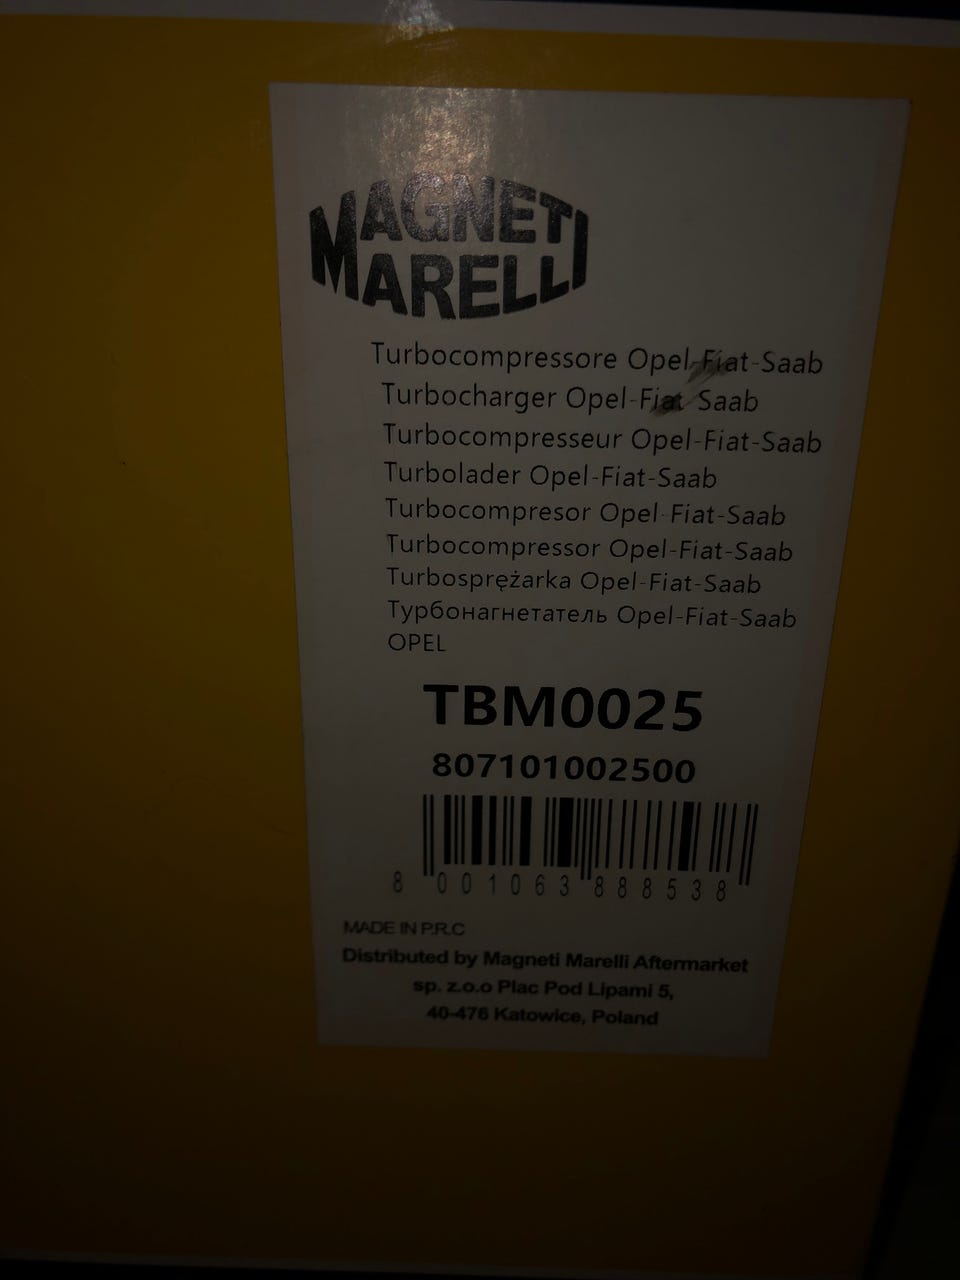 MAGNETI
MARELLI
Turbocompressore Opel-Fiat-Saab
Turbocharger Opel-Fiat Saab
Turbocompresseur Opel-Fiat-Saab
Turbolader Opel-Fiat-Saab
Turbocompresor Opel-Fiat-Saab
Turbocompressor Opel-Fiat-Saab
Turbosprężarka Opel-Fiat-Saab
Турбонагнетатель Opel-Fiat-Saab
OPEL
TBM0025
807101002500
8 001063 888538
MADE IN P.R.C
Distributed by Magneti Marelli Aftermarket
sp. z.o.o Plac Pod Lipami 5,
40-476 Katowice, Poland